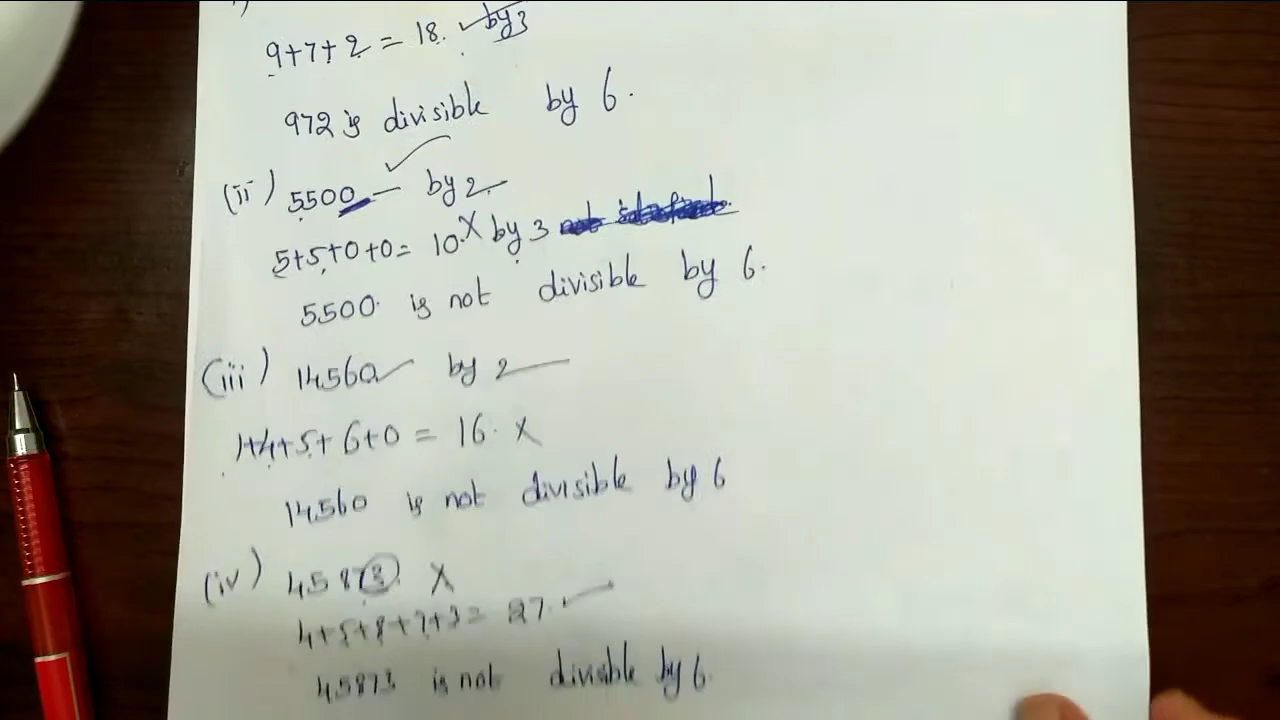 9+7+2 = 18. ✓ by 3
972 is divisible by 6.
(ii) 5500 — ✓ by 2
5+5+0+0= 10. X by 3
5500 is not divisible by 6.
(iii) 14560 ✓ by 2
1+4+5+6+0 = 16. X
14560 is not divisible by 6
(iv) 45873 X
4+5+8+7+3= 27. ✓
45873 is not divisible by 6.